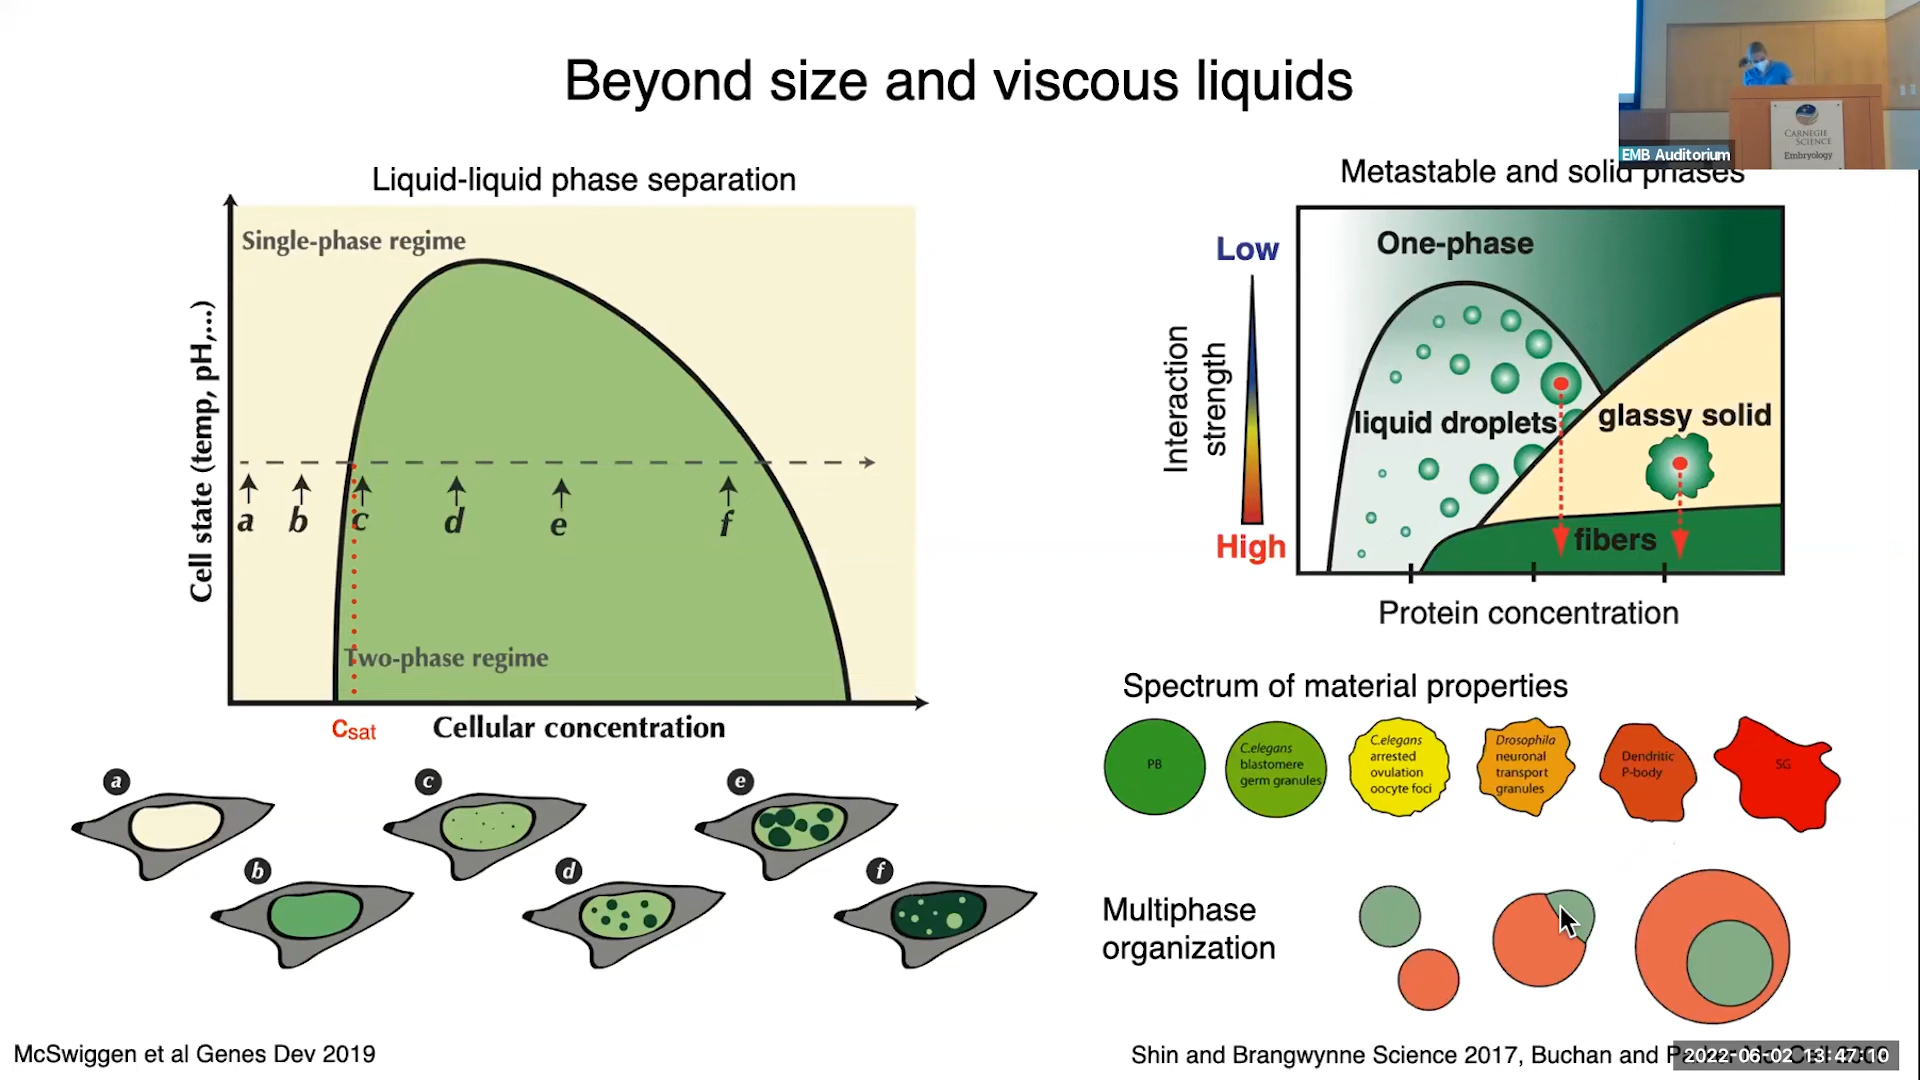 Beyond size and viscous liquids
EMB Auditorium
CARNEGIE
SCIENCE
Embryology
Liquid-liquid phase separation
Single-phase regime
Cell state (temp, pH,...)
a
b
c
d
e
f
Two-phase regime
Csat
Cellular concentration
a
b
c
d
e
f
McSwiggen et al Genes Dev 2019
Metastable and solid phases
Low
Interaction
strength
High
One-phase
liquid droplets
glassy solid
fibers
Protein concentration
Spectrum of material properties
PB
C.elegans
blastomere
germ granules
C.elegans
arrested
ovulation
oocyte foci
Drosophila
neuronal
transport
granules
Dendritic
P-body
SG
Multiphase
organization
Shin and Brangwynne Science 2017, Buchan and
2022-06-02 13:47:10